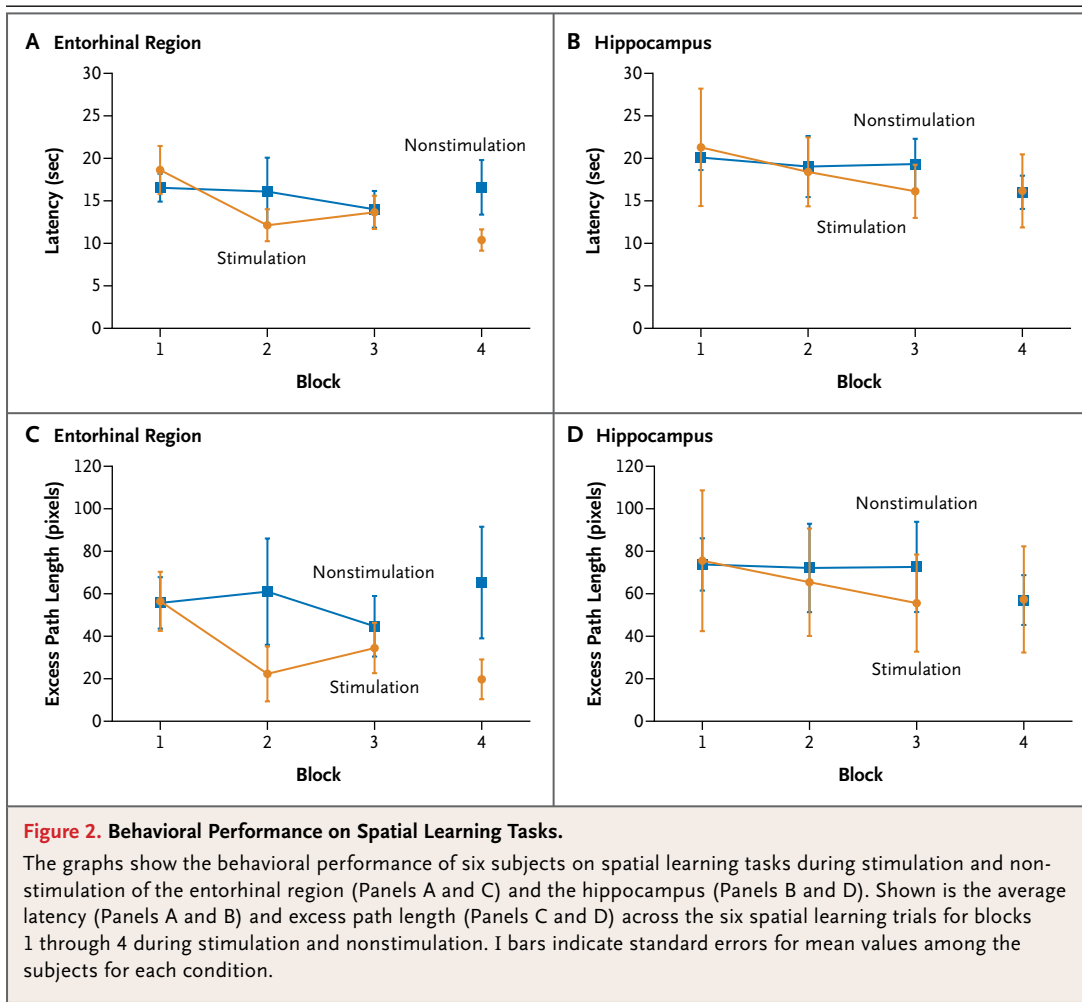 A Entorhinal Region
30
25
20
15
10
5
0
Latency (sec)
Nonstimulation
Stimulation
1 2 3 4
Block
B Hippocampus
30
25
20
15
10
5
0
Latency (sec)
Nonstimulation
Stimulation
1 2 3 4
Block
C Entorhinal Region
120
100
80
60
40
20
0
Excess Path Length (pixels)
Nonstimulation
Stimulation
1 2 3 4
Block
D Hippocampus
120
100
80
60
40
20
0
Excess Path Length (pixels)
Nonstimulation
Stimulation
1 2 3 4
Block
Figure 2. Behavioral Performance on Spatial Learning Tasks.
The graphs show the behavioral performance of six subjects on spatial learning tasks during stimulation and non-
stimulation of the entorhinal region (Panels A and C) and the hippocampus (Panels B and D). Shown is the average
latency (Panels A and B) and excess path length (Panels C and D) across the six spatial learning trials for blocks
1 through 4 during stimulation and nonstimulation. I bars indicate standard errors for mean values among the
subjects for each condition.